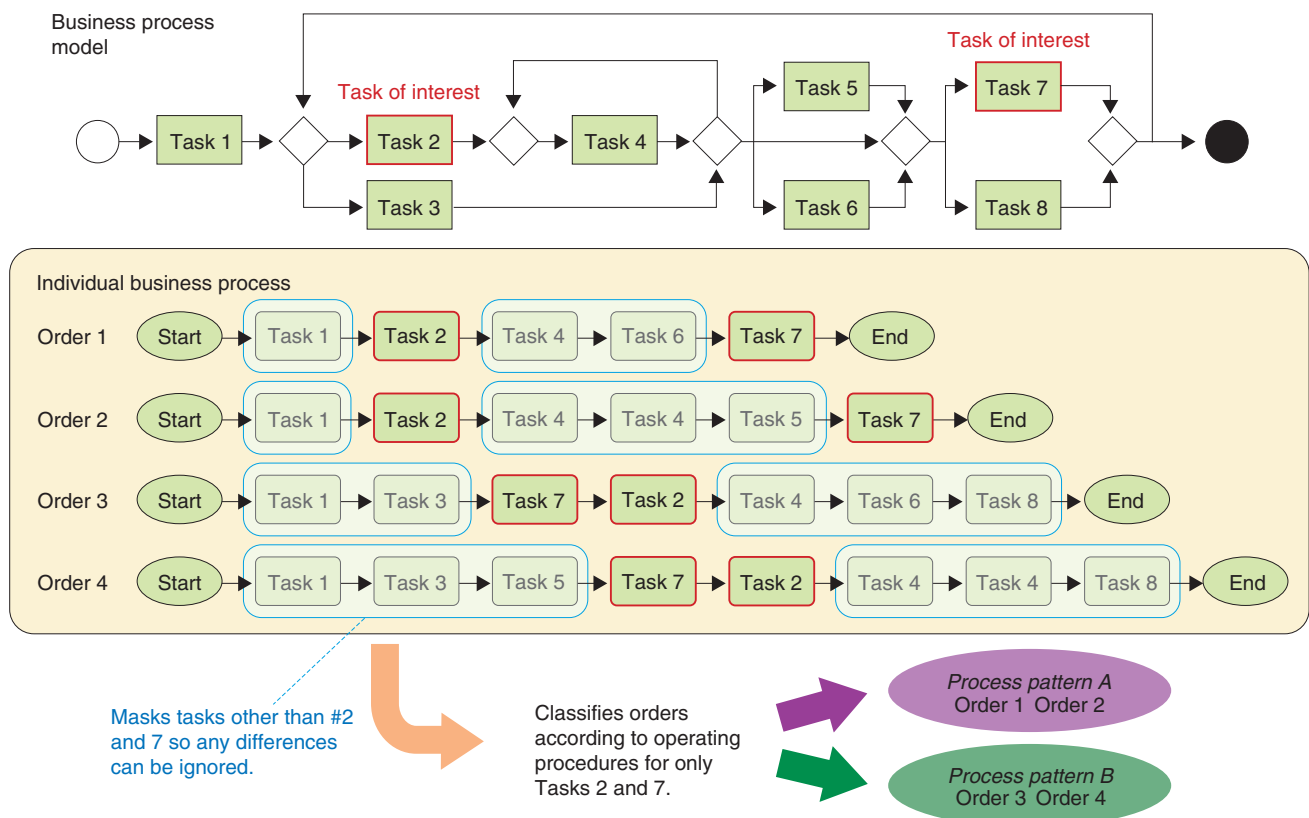 Business process
model
Task of interest
Task of interest
Task 1
Task 2
Task 3
Task 4
Task 5
Task 6
Task 7
Task 8
Individual business process
Order 1 Start Task 1 Task 2 Task 4 Task 6 Task 7 End
Order 2 Start Task 1 Task 2 Task 4 Task 4 Task 5 Task 7 End
Order 3 Start Task 1 Task 3 Task 7 Task 2 Task 4 Task 6 Task 8 End
Order 4 Start Task 1 Task 3 Task 5 Task 7 Task 2 Task 4 Task 4 Task 8 End
Masks tasks other than #2
and 7 so any differences
can be ignored.
Classifies orders
according to operating
procedures for only
Tasks 2 and 7.
Process pattern A
Order 1 Order 2
Process pattern B
Order 3 Order 4